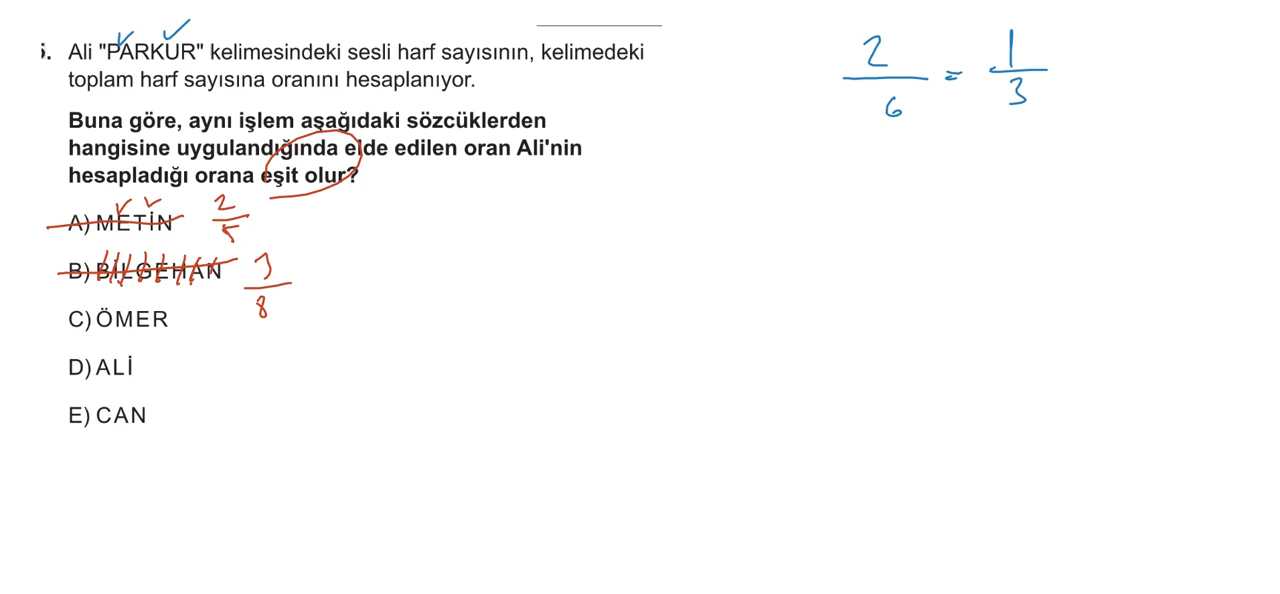 Ali "PARKUR" kelimesindeki sesli harf sayısının, kelimedeki
toplam harf sayısına oranını hesaplanıyor.
Buna göre, aynı işlem aşağıdaki sözcüklerden
hangisine uygulandığında elde edilen oran Ali'nin
hesapladığı orana eşit olur?
A) METİN 2/5
B) BİLGEHAN 3/8
C) ÖMER
D) ALİ
E) CAN
2/6 = 1/3